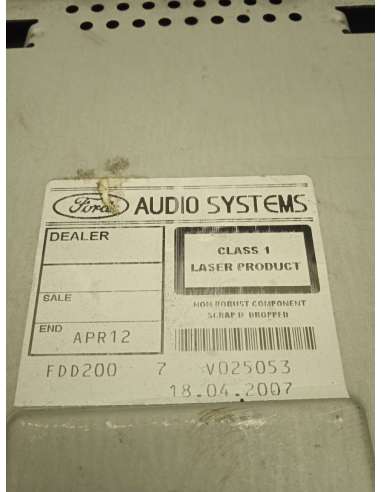 Ford AUDIO SYSTEMS
DEALER
CLASS 1
LASER PRODUCT
SALE
NON ROBUST COMPONENT
SCRAP IF DROPPED
END APR12
FDD200 7 V025053
18.04.2007